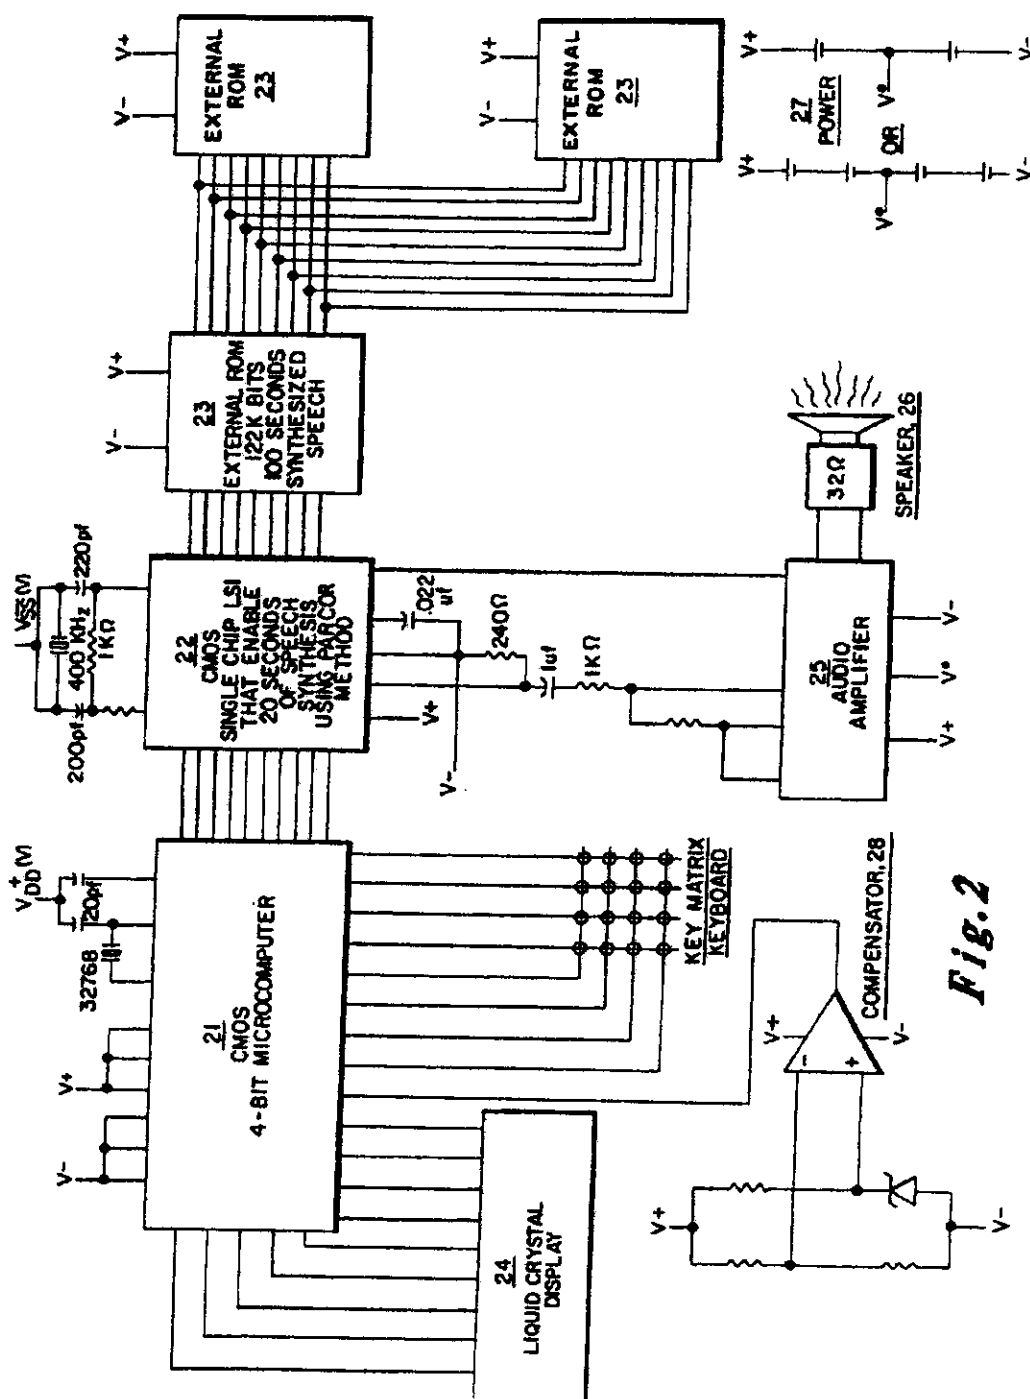 V+
V-
EXTERNAL
ROM
23
V+
V-
EXTERNAL
ROM
23
V+
V+
27
POWER
V°
OR
V°
V-
V-
V+
V-
23
EXTERNAL ROM
122K BITS
100 SECONDS
SYNTHESIZED
SPEECH
VSS(V)
220pf
400 KHz
1KΩ
200pf
22
CMOS
SINGLE CHIP LSI
THAT ENABLE
20 SECONDS
OF SPEECH
SYNTHESIS
USING PARCOR
METHOD
.022
uf
240Ω
V+
V-
1uf
1KΩ
32Ω
SPEAKER, 26
25
AUDIO
AMPLIFIER
V-
V°
V+
V+DD(V)
20pf
32768
V+
V-
21
CMOS
4-BIT MICROCOMPUTER
KEY MATRIX
KEYBOARD
COMPENSATOR, 28
V+
-
+
V-
24
LIQUID CRYSTAL
DISPLAY
V+
V-
Fig.2